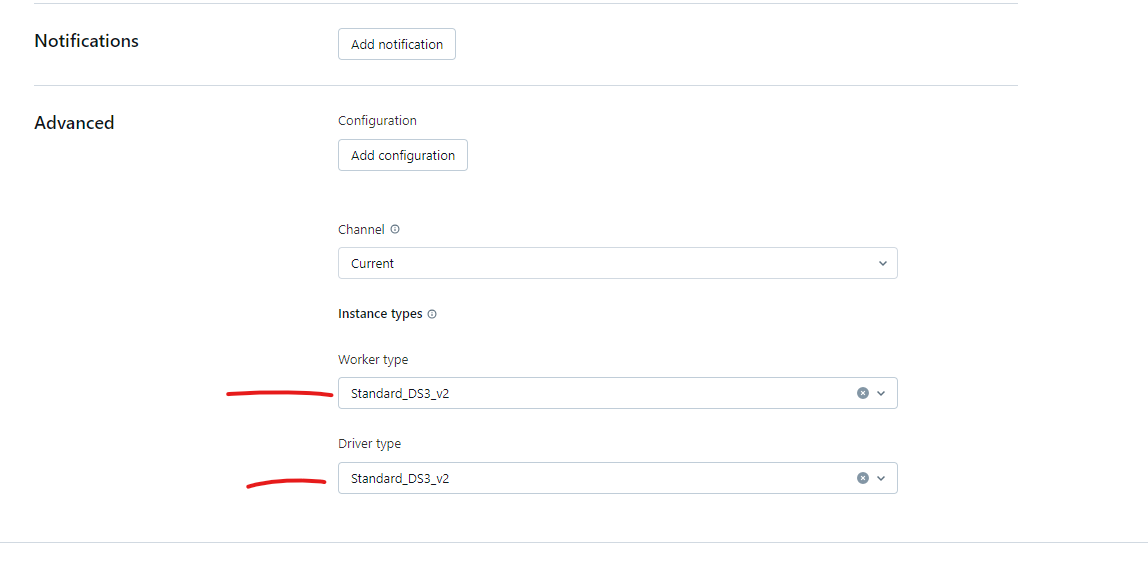 Notifications
Add notification
Advanced
Configuration
Add configuration
Channel
Current
Instance types
Worker type
Standard_DS3_v2
Driver type
Standard_DS3_v2